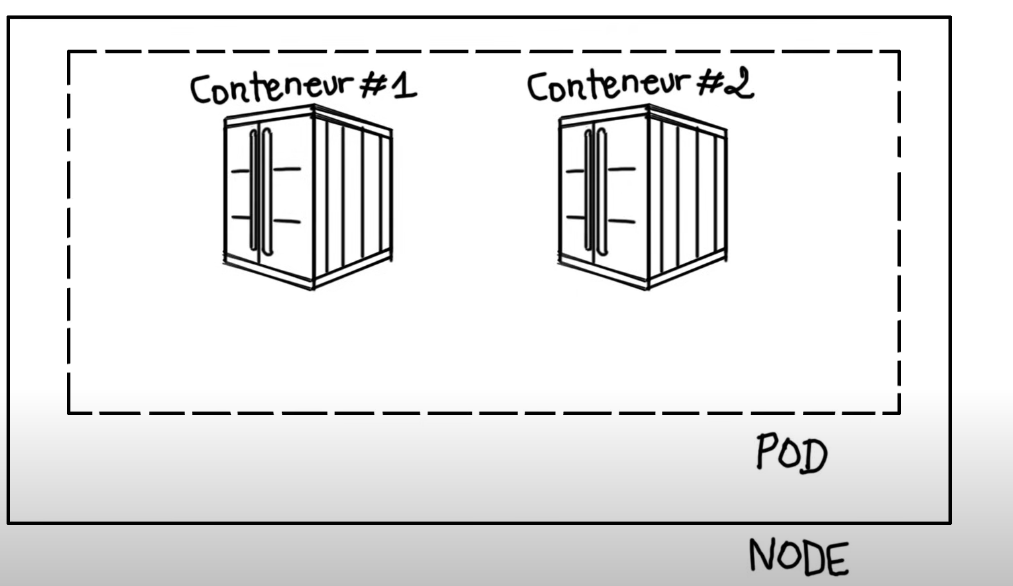 Conteneur #1
Conteneur #2
POD
NODE